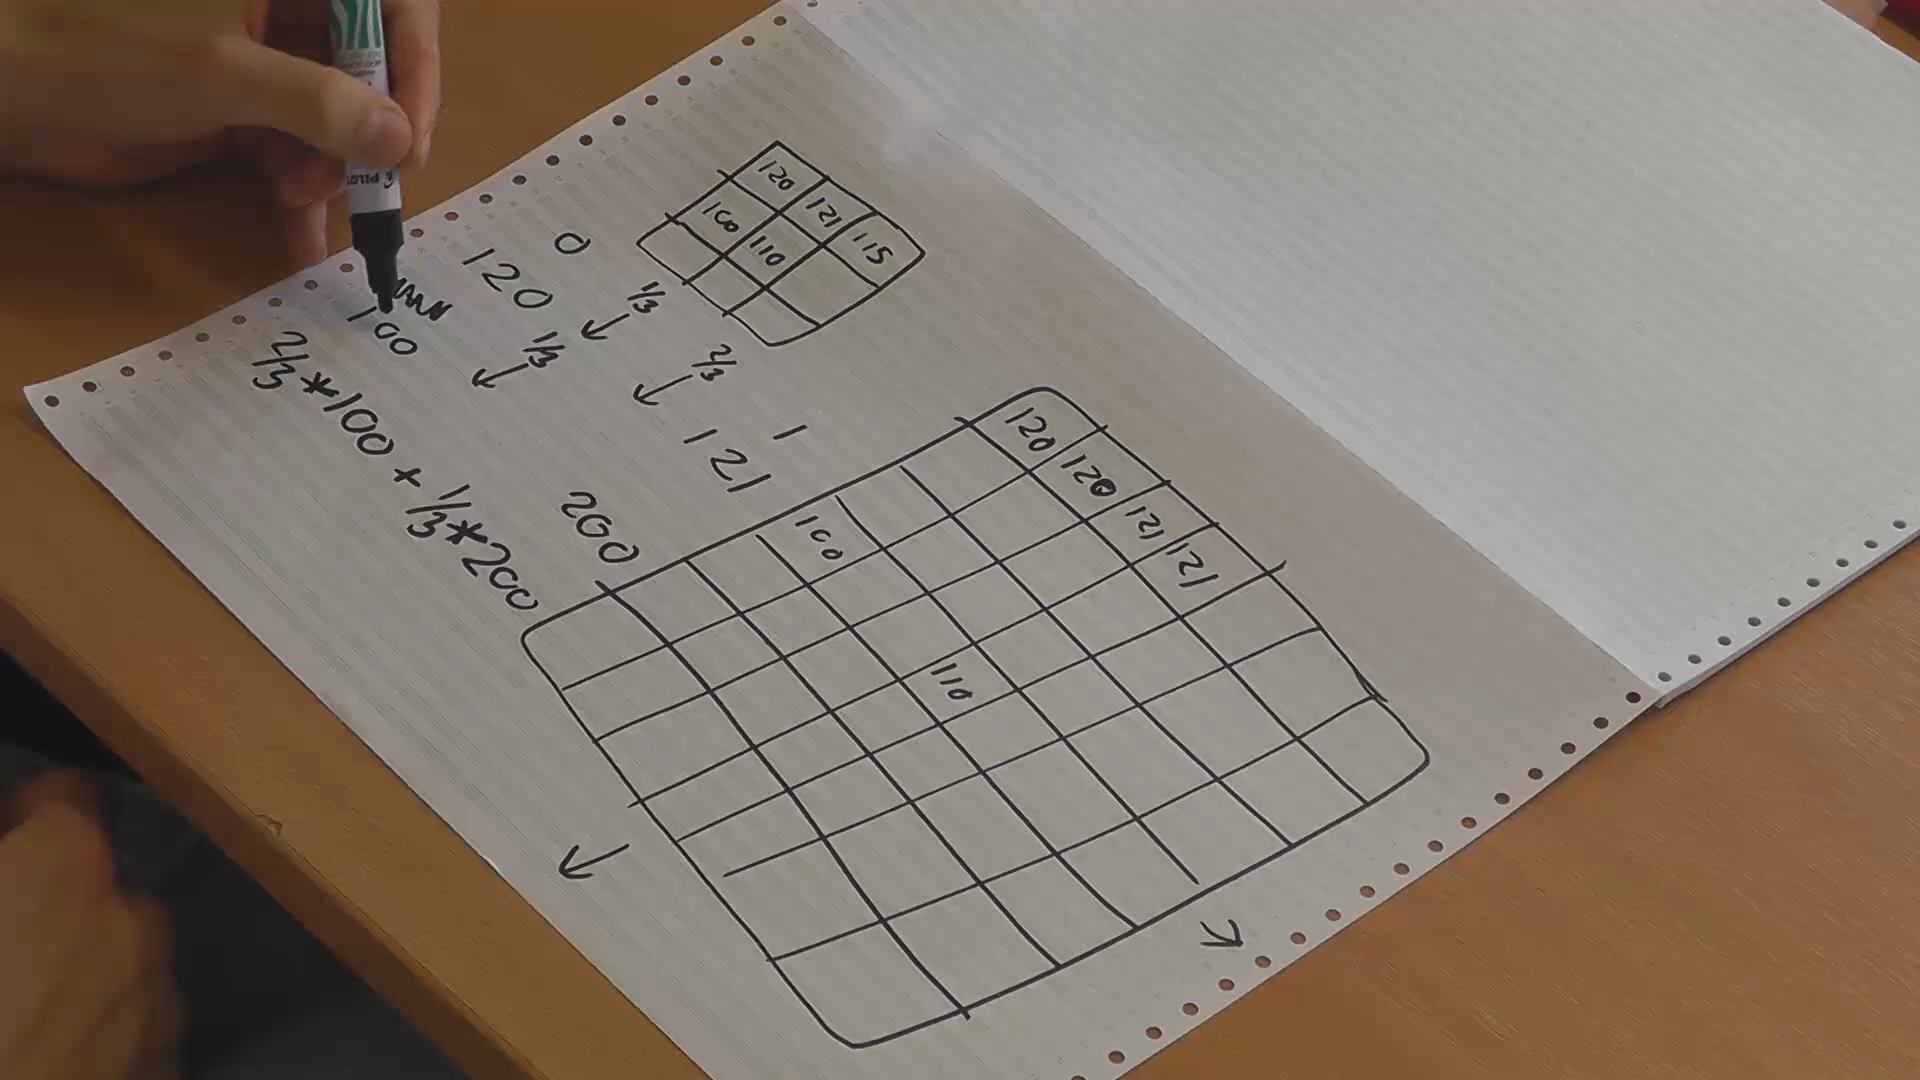 120 121 115
100 110
0 1/3 2/3 1
120 1/3 121
100 200
2/3*100 + 1/3*200
120 120 121 121
100
110
PILOT